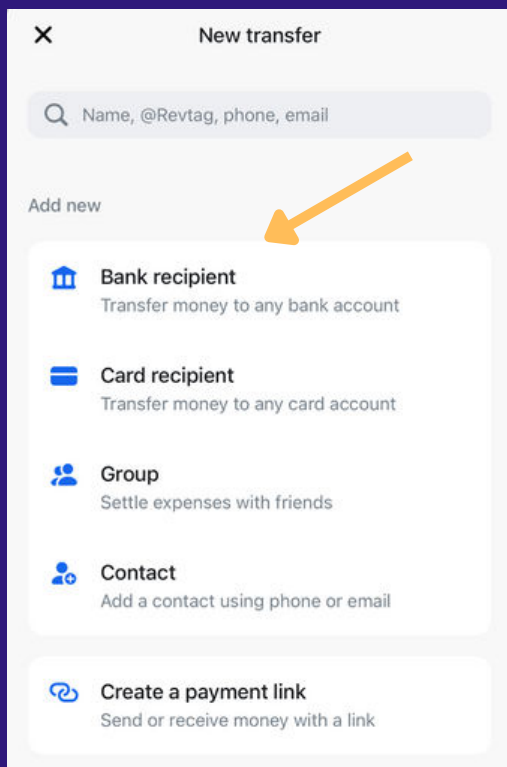 New transfer
Name, @Revtag, phone, email
Add new
Bank recipient
Transfer money to any bank account
Card recipient
Transfer money to any card account
Group
Settle expenses with friends
Contact
Add a contact using phone or email
Create a payment link
Send or receive money with a link